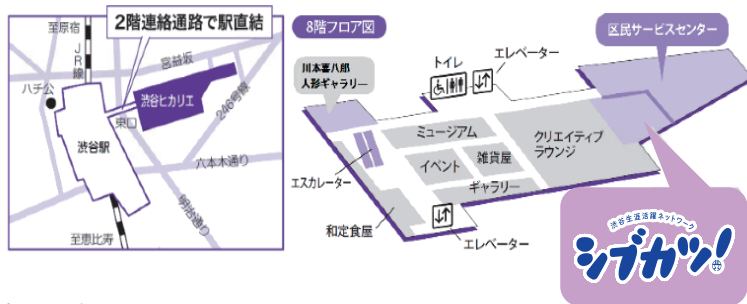 2階連絡通路で駅直結
至原宿
JR線
宮益坂
ハチ公
渋谷ヒカリエ
246号線
東口
渋谷駅
六本木通り
明治通り
至恵比寿
8階フロア図
川本喜八郎
人形ギャラリー
トイレ
エレベーター
区民サービスセンター
ミュージアム
クリエイティブ
ラウンジ
イベント
雑貨屋
エスカレーター
ギャラリー
和定食屋
エレベーター
渋谷生涯活躍ネットワーク
シブカツ!